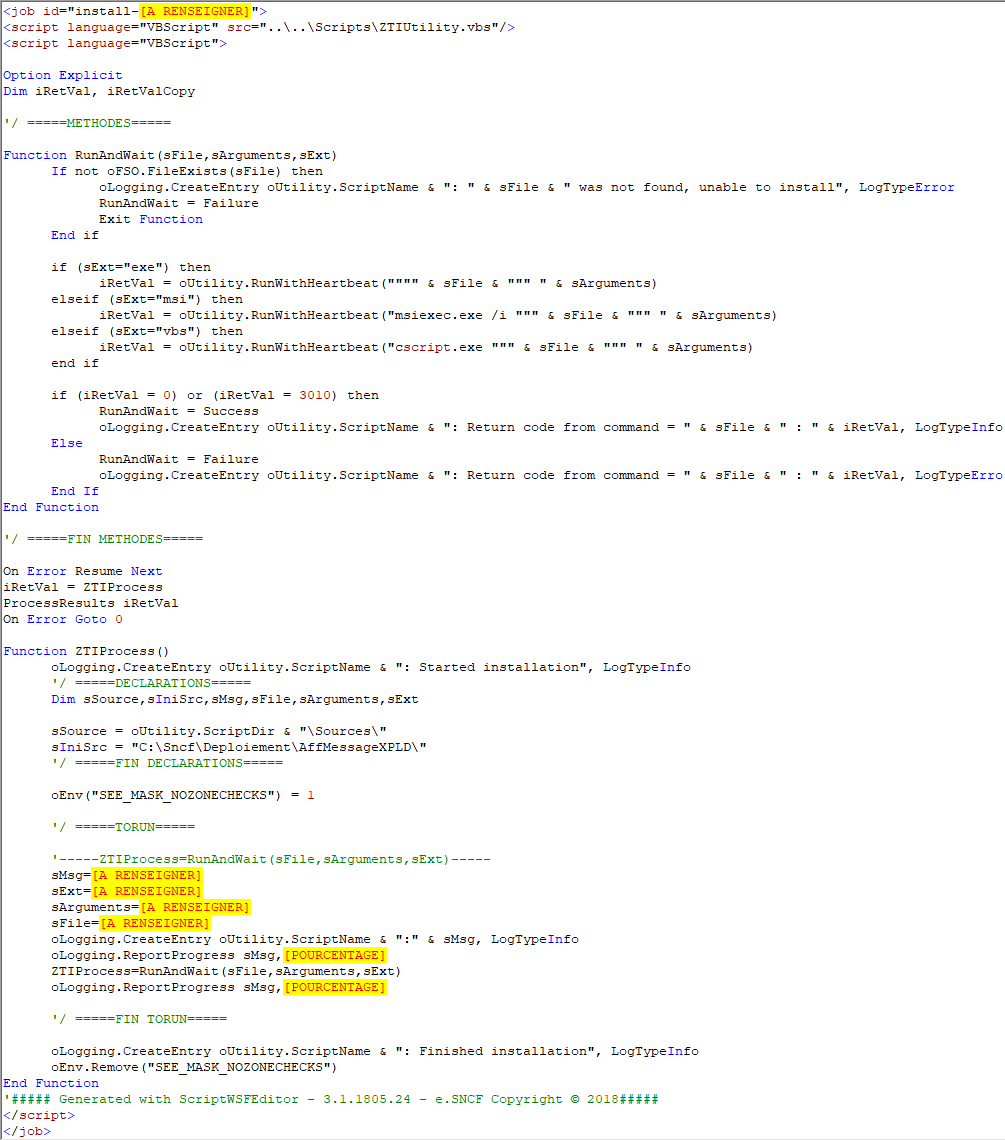 <job id="install-[A RENSEIGNER]">
<script language="VBScript" src="..\..\Scripts\ZTIUtility.vbs"/>
<script language="VBScript">
Option Explicit
Dim iRetVal, iRetValCopy
'/ =====METHODES=====
Function RunAndWait(sFile,sArguments,sExt)
If not oFSO.FileExists(sFile) then
oLogging.CreateEntry oUtility.ScriptName & ": " & sFile & " was not found, unable to install", LogTypeError
RunAndWait = Failure
Exit Function
End if
if (sExt="exe") then
iRetVal = oUtility.RunWithHeartbeat("""" & sFile & """ " & sArguments)
elseif (sExt="msi") then
iRetVal = oUtility.RunWithHeartbeat("msiexec.exe /i """ & sFile & """ " & sArguments)
elseif (sExt="vbs") then
iRetVal = oUtility.RunWithHeartbeat("cscript.exe """ & sFile & """ " & sArguments)
end if
if (iRetVal = 0) or (iRetVal = 3010) then
RunAndWait = Success
oLogging.CreateEntry oUtility.ScriptName & ": Return code from command = " & sFile & " : " & iRetVal, LogTypeInfo
Else
RunAndWait = Failure
oLogging.CreateEntry oUtility.ScriptName & ": Return code from command = " & sFile & " : " & iRetVal, LogTypeErro
End If
End Function
'/ =====FIN METHODES=====
On Error Resume Next
iRetVal = ZTIProcess
ProcessResults iRetVal
On Error Goto 0
Function ZTIProcess()
oLogging.CreateEntry oUtility.ScriptName & ": Started installation", LogTypeInfo
'/ =====DECLARATIONS=====
Dim sSource,sIniSrc,sMsg,sFile,sArguments,sExt
sSource = oUtility.ScriptDir & "\Sources\"
sIniSrc = "C:\Sncf\Deploiement\AffMessageXPLD\"
'/ =====FIN DECLARATIONS=====
oEnv("SEE_MASK_NOZONECHECKS") = 1
'/ =====TORUN=====
'-----ZTIProcess=RunAndWait(sFile,sArguments,sExt)-----
sMsg=[A RENSEIGNER]
sExt=[A RENSEIGNER]
sArguments=[A RENSEIGNER]
sFile=[A RENSEIGNER]
oLogging.CreateEntry oUtility.ScriptName & ":" & sMsg, LogTypeInfo
oLogging.ReportProgress sMsg,[POURCENTAGE]
ZTIProcess=RunAndWait(sFile,sArguments,sExt)
oLogging.ReportProgress sMsg,[POURCENTAGE]
'/ =====FIN TORUN=====
oLogging.CreateEntry oUtility.ScriptName & ": Finished installation", LogTypeInfo
oEnv.Remove("SEE_MASK_NOZONECHECKS")
End Function
'##### Generated with ScriptWSFEditor - 3.1.1805.24 - e.SNCF Copyright © 2018#####
</script>
</job>